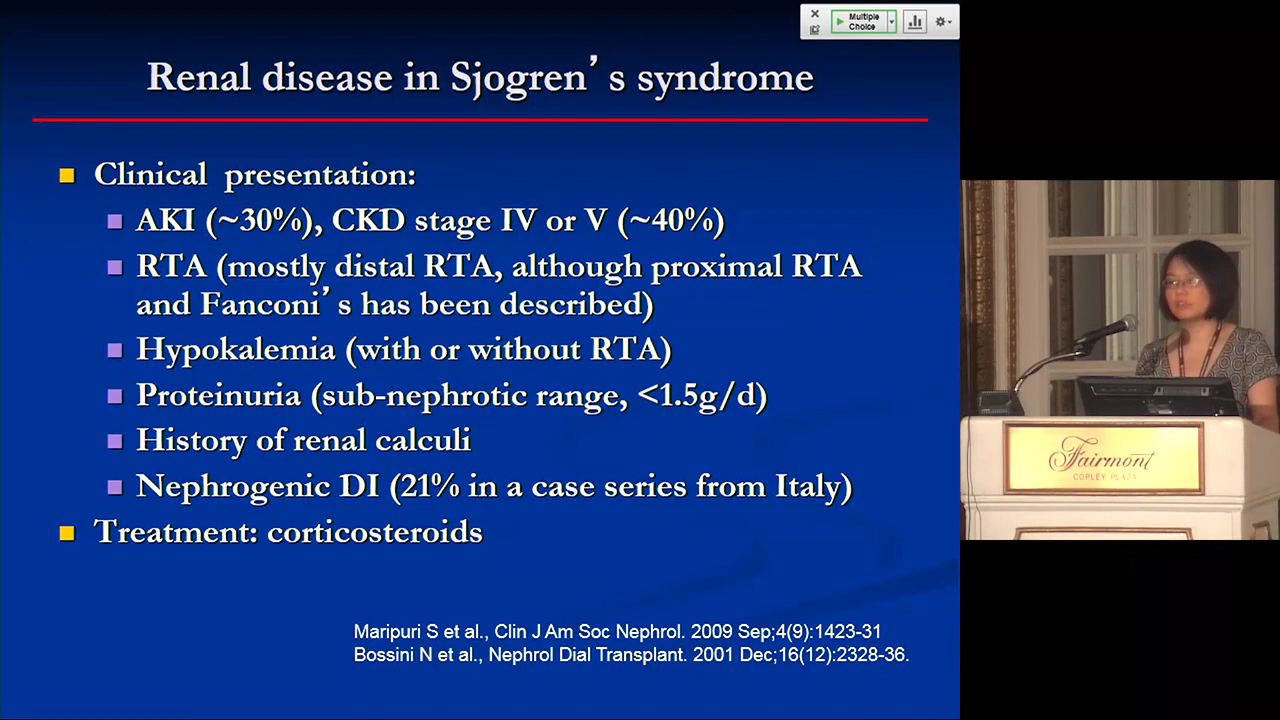 Multiple
Choice
Renal disease in Sjogren's syndrome
Clinical presentation:
AKI (~30%), CKD stage IV or V (~40%)
RTA (mostly distal RTA, although proximal RTA
and Fanconi's has been described)
Hypokalemia (with or without RTA)
Proteinuria (sub-nephrotic range, <1.5g/d)
History of renal calculi
Nephrogenic DI (21% in a case series from Italy)
Treatment: corticosteroids
Maripuri S et al., Clin J Am Soc Nephrol. 2009 Sep;4(9):1423-31
Bossini N et al., Nephrol Dial Transplant. 2001 Dec;16(12):2328-36.
Fairmont
COPLEY PLAZA